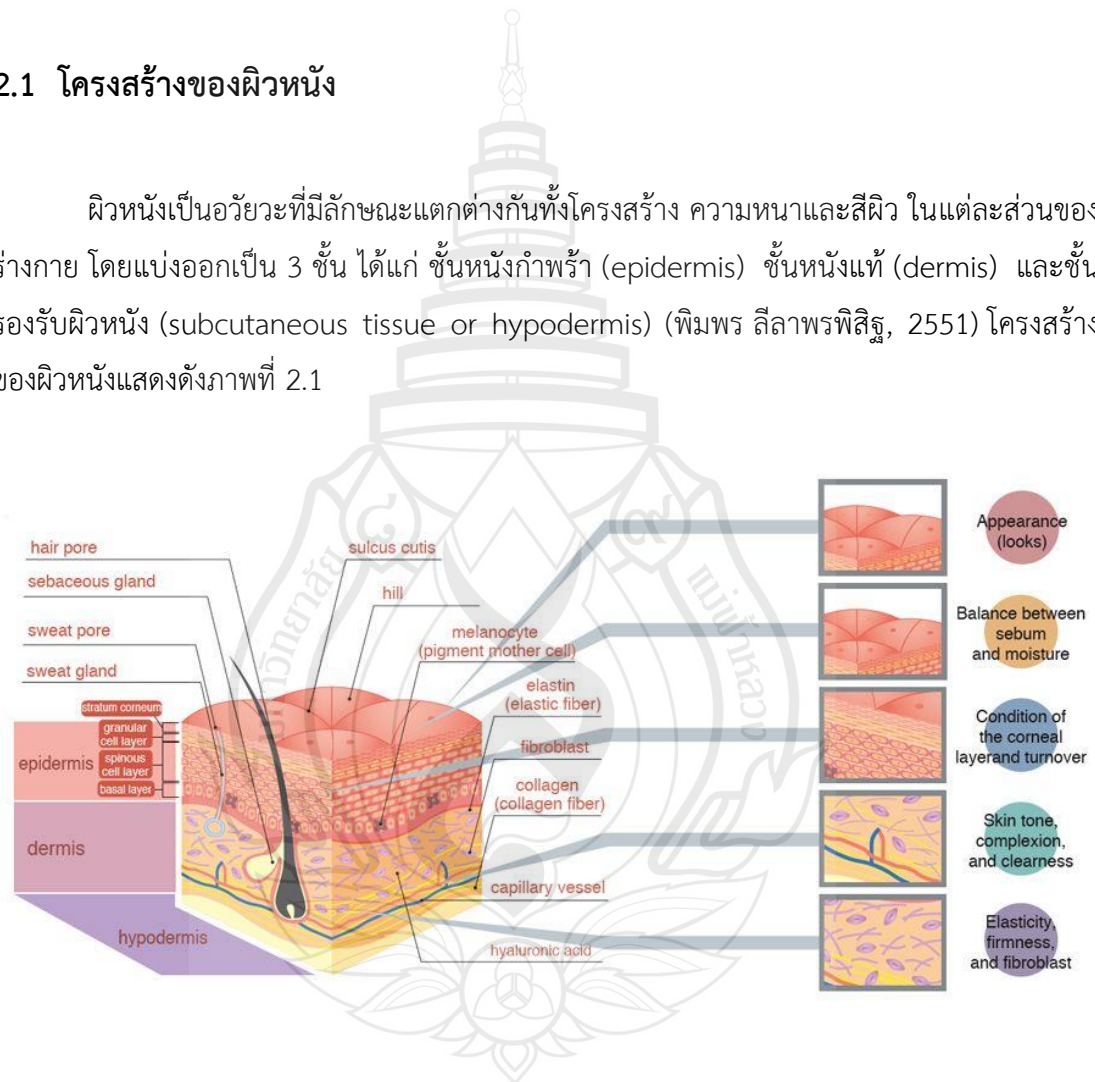 2.1 โครงสร้างของผิวหนัง
ผิวหนังเป็นอวัยวะที่มีลักษณะแตกต่างกันทั้งโครงสร้าง ความหนาและสีผิว ในแต่ละส่วนของ
ร่างกาย โดยแบ่งออกเป็น 3 ชั้น ได้แก่ ชั้นหนังกำพร้า (epidermis) ชั้นหนังแท้ (dermis) และชั้น
รองรับผิวหนัง (subcutaneous tissue or hypodermis) (พิมพร ลีลาพรพิสิฐ, 2551) โครงสร้าง
ของผิวหนังแสดงดังภาพที่ 2.1
hair pore
sebaceous gland
sweat pore
sweat gland
stratum corneum
granular
cell layer
spinous
cell layer
basal layer
epidermis
dermis
hypodermis
sulcus cutis
hill
melanocyte
(pigment mother cell)
elastin
(elastic fiber)
fibroblast
collagen
(collagen fiber)
capillary vessel
hyaluronic acid
Appearance
(looks)
Balance between
sebum
and moisture
Condition of
the corneal
layerand turnover
Skin tone,
complexion,
and clearness
Elasticity,
firmness,
and fibroblast
๘ ๙
แม่ฟ้าหลวง